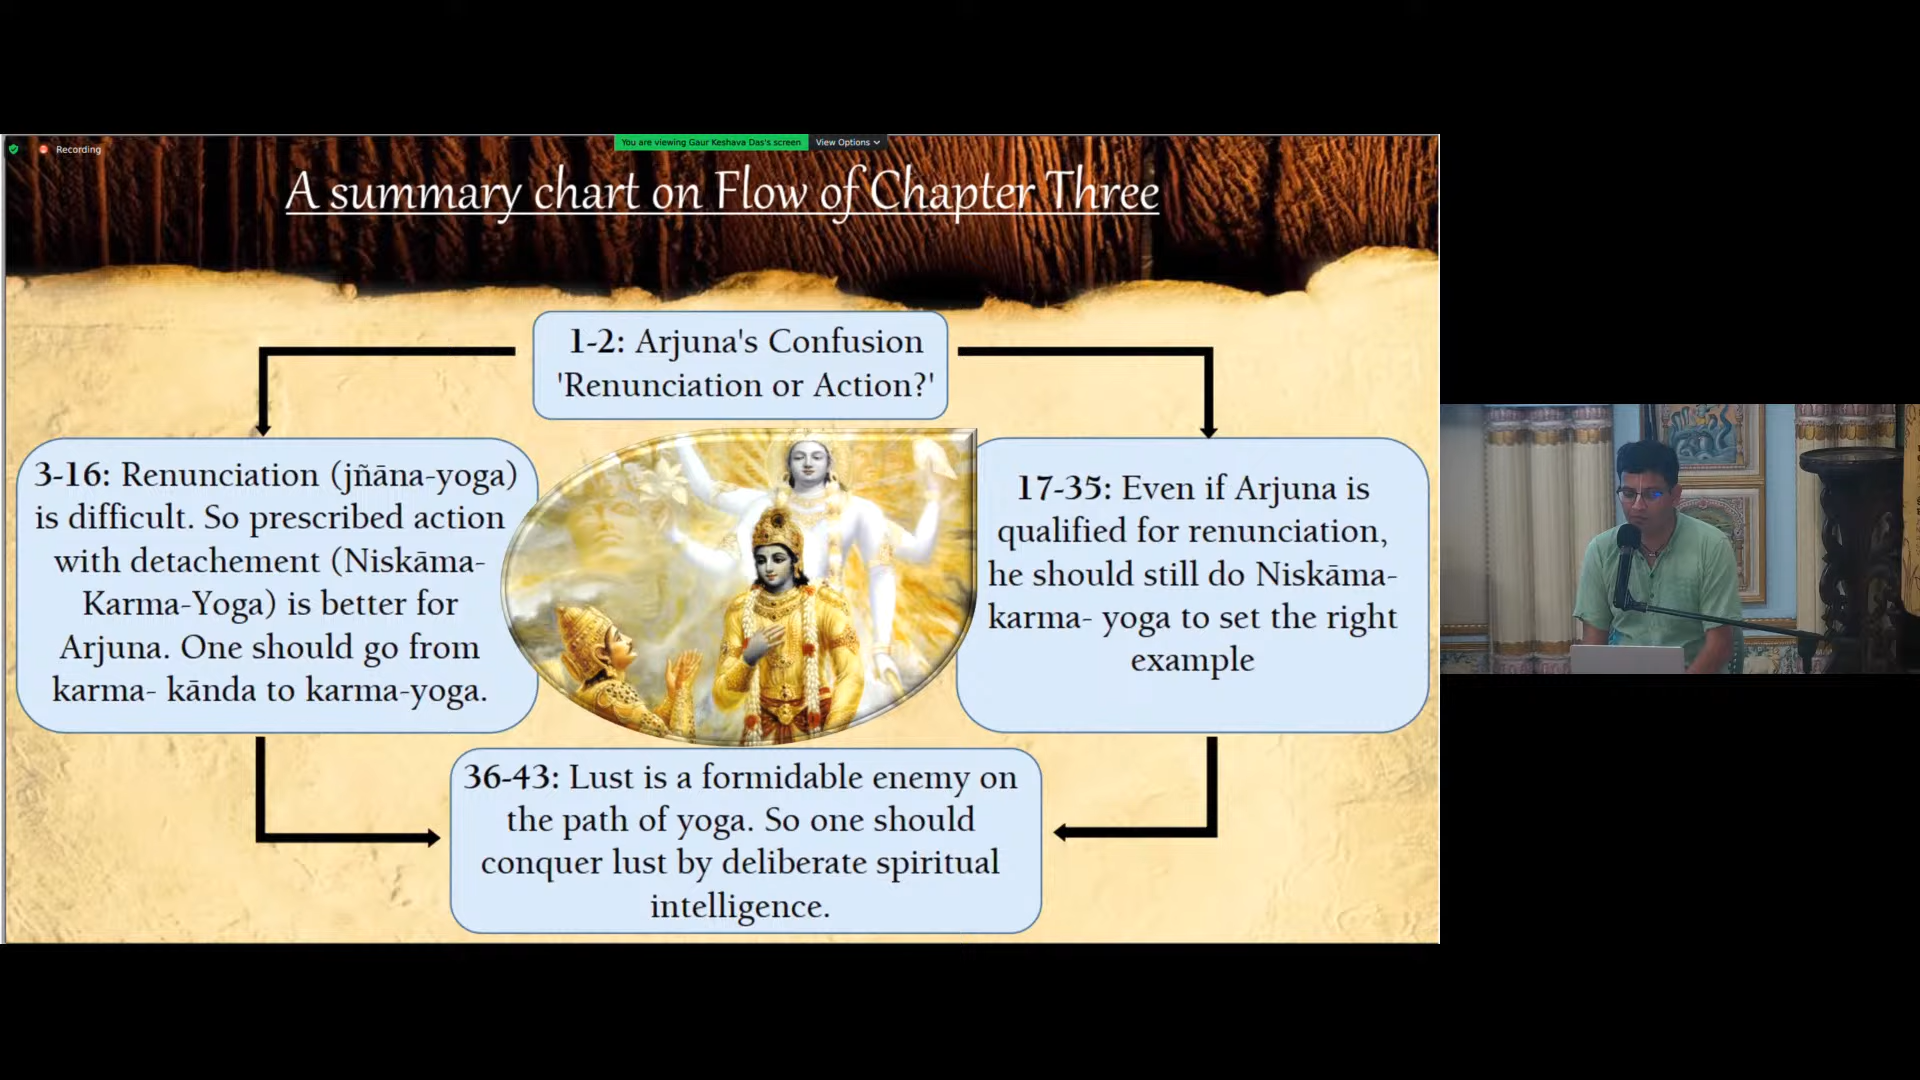 Recording
You are viewing Gaur Keshava Das's screen
View Options
A summary chart on Flow of Chapter Three
1-2: Arjuna's Confusion
'Renunciation or Action?'
3-16: Renunciation (jñāna-yoga)
is difficult. So prescribed action
with detachement (Niskāma-
Karma-Yoga) is better for
Arjuna. One should go from
karma- kānda to karma-yoga.
17-35: Even if Arjuna is
qualified for renunciation,
he should still do Niskāma-
karma- yoga to set the right
example
36-43: Lust is a formidable enemy on
the path of yoga. So one should
conquer lust by deliberate spiritual
intelligence.